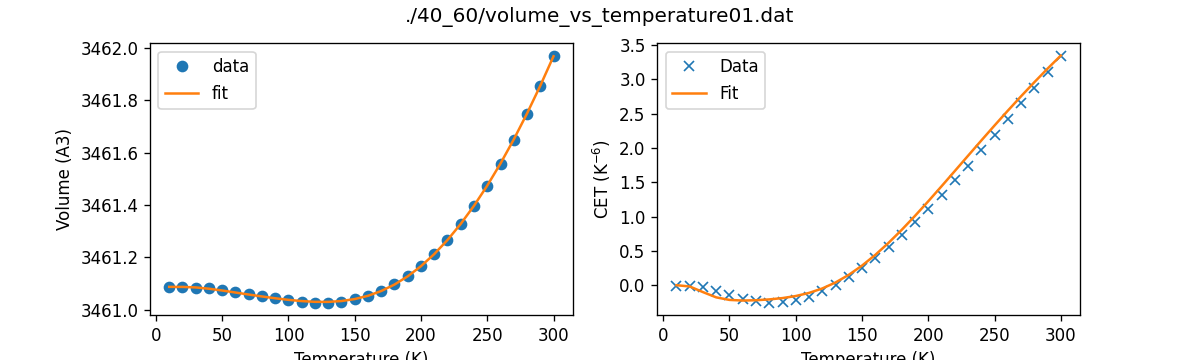 ./40_60/volume_vs_temperature01.dat
3462.0
3461.8
3461.6
3461.4
3461.2
3461.0
Volume (A3)
data
fit
0 50 100 150 200 250 300
Temperature (K)
3.5
3.0
2.5
2.0
1.5
1.0
0.5
0.0
CET (K⁻⁶)
Data
Fit
0 50 100 150 200 250 300
Temperature (K)